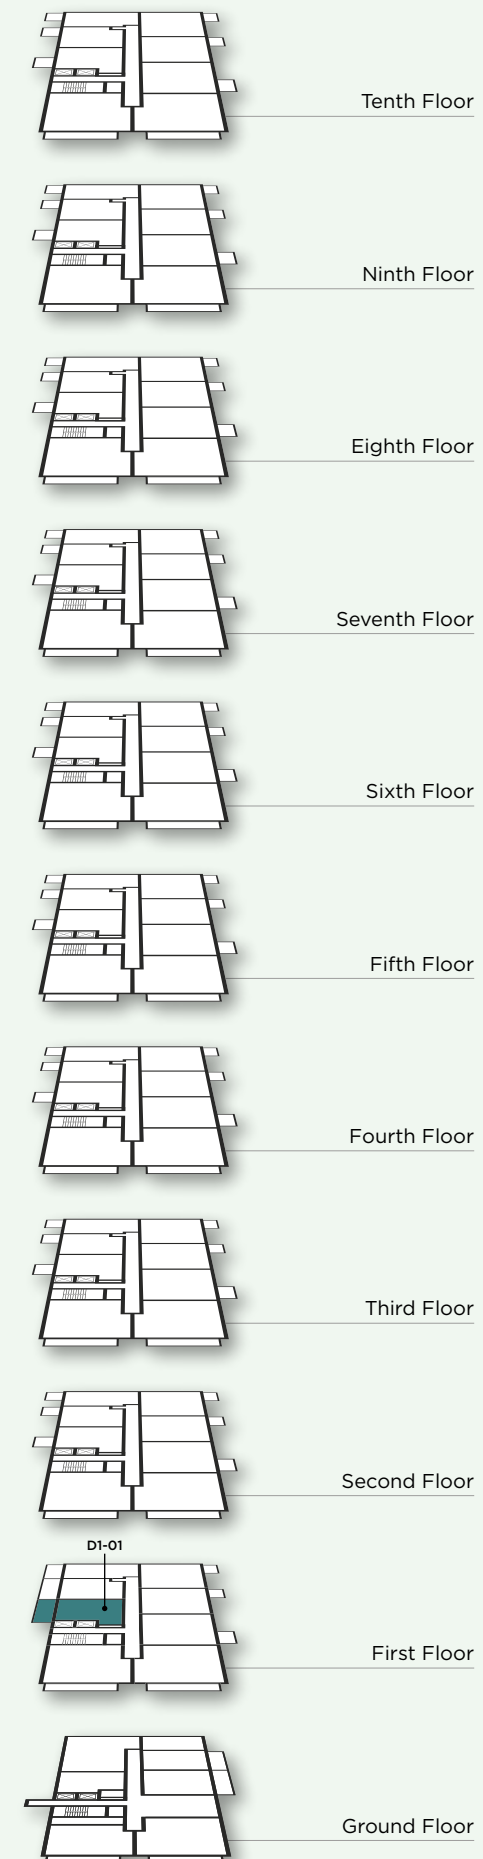 Tenth Floor
Ninth Floor
Eighth Floor
Seventh Floor
Sixth Floor
Fifth Floor
Fourth Floor
Third Floor
Second Floor
D1-01
First Floor
Ground Floor